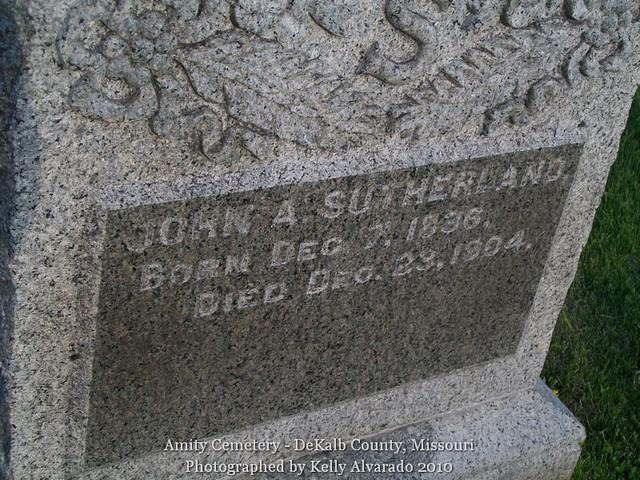 S
JOHN A. SUTHERLAND
BORN DEC. 7, 1836.
DIED DEC. 23, 1904.
Amity Cemetery - DeKalb County, Missouri
Photographed by Kelly Alvarado 2010